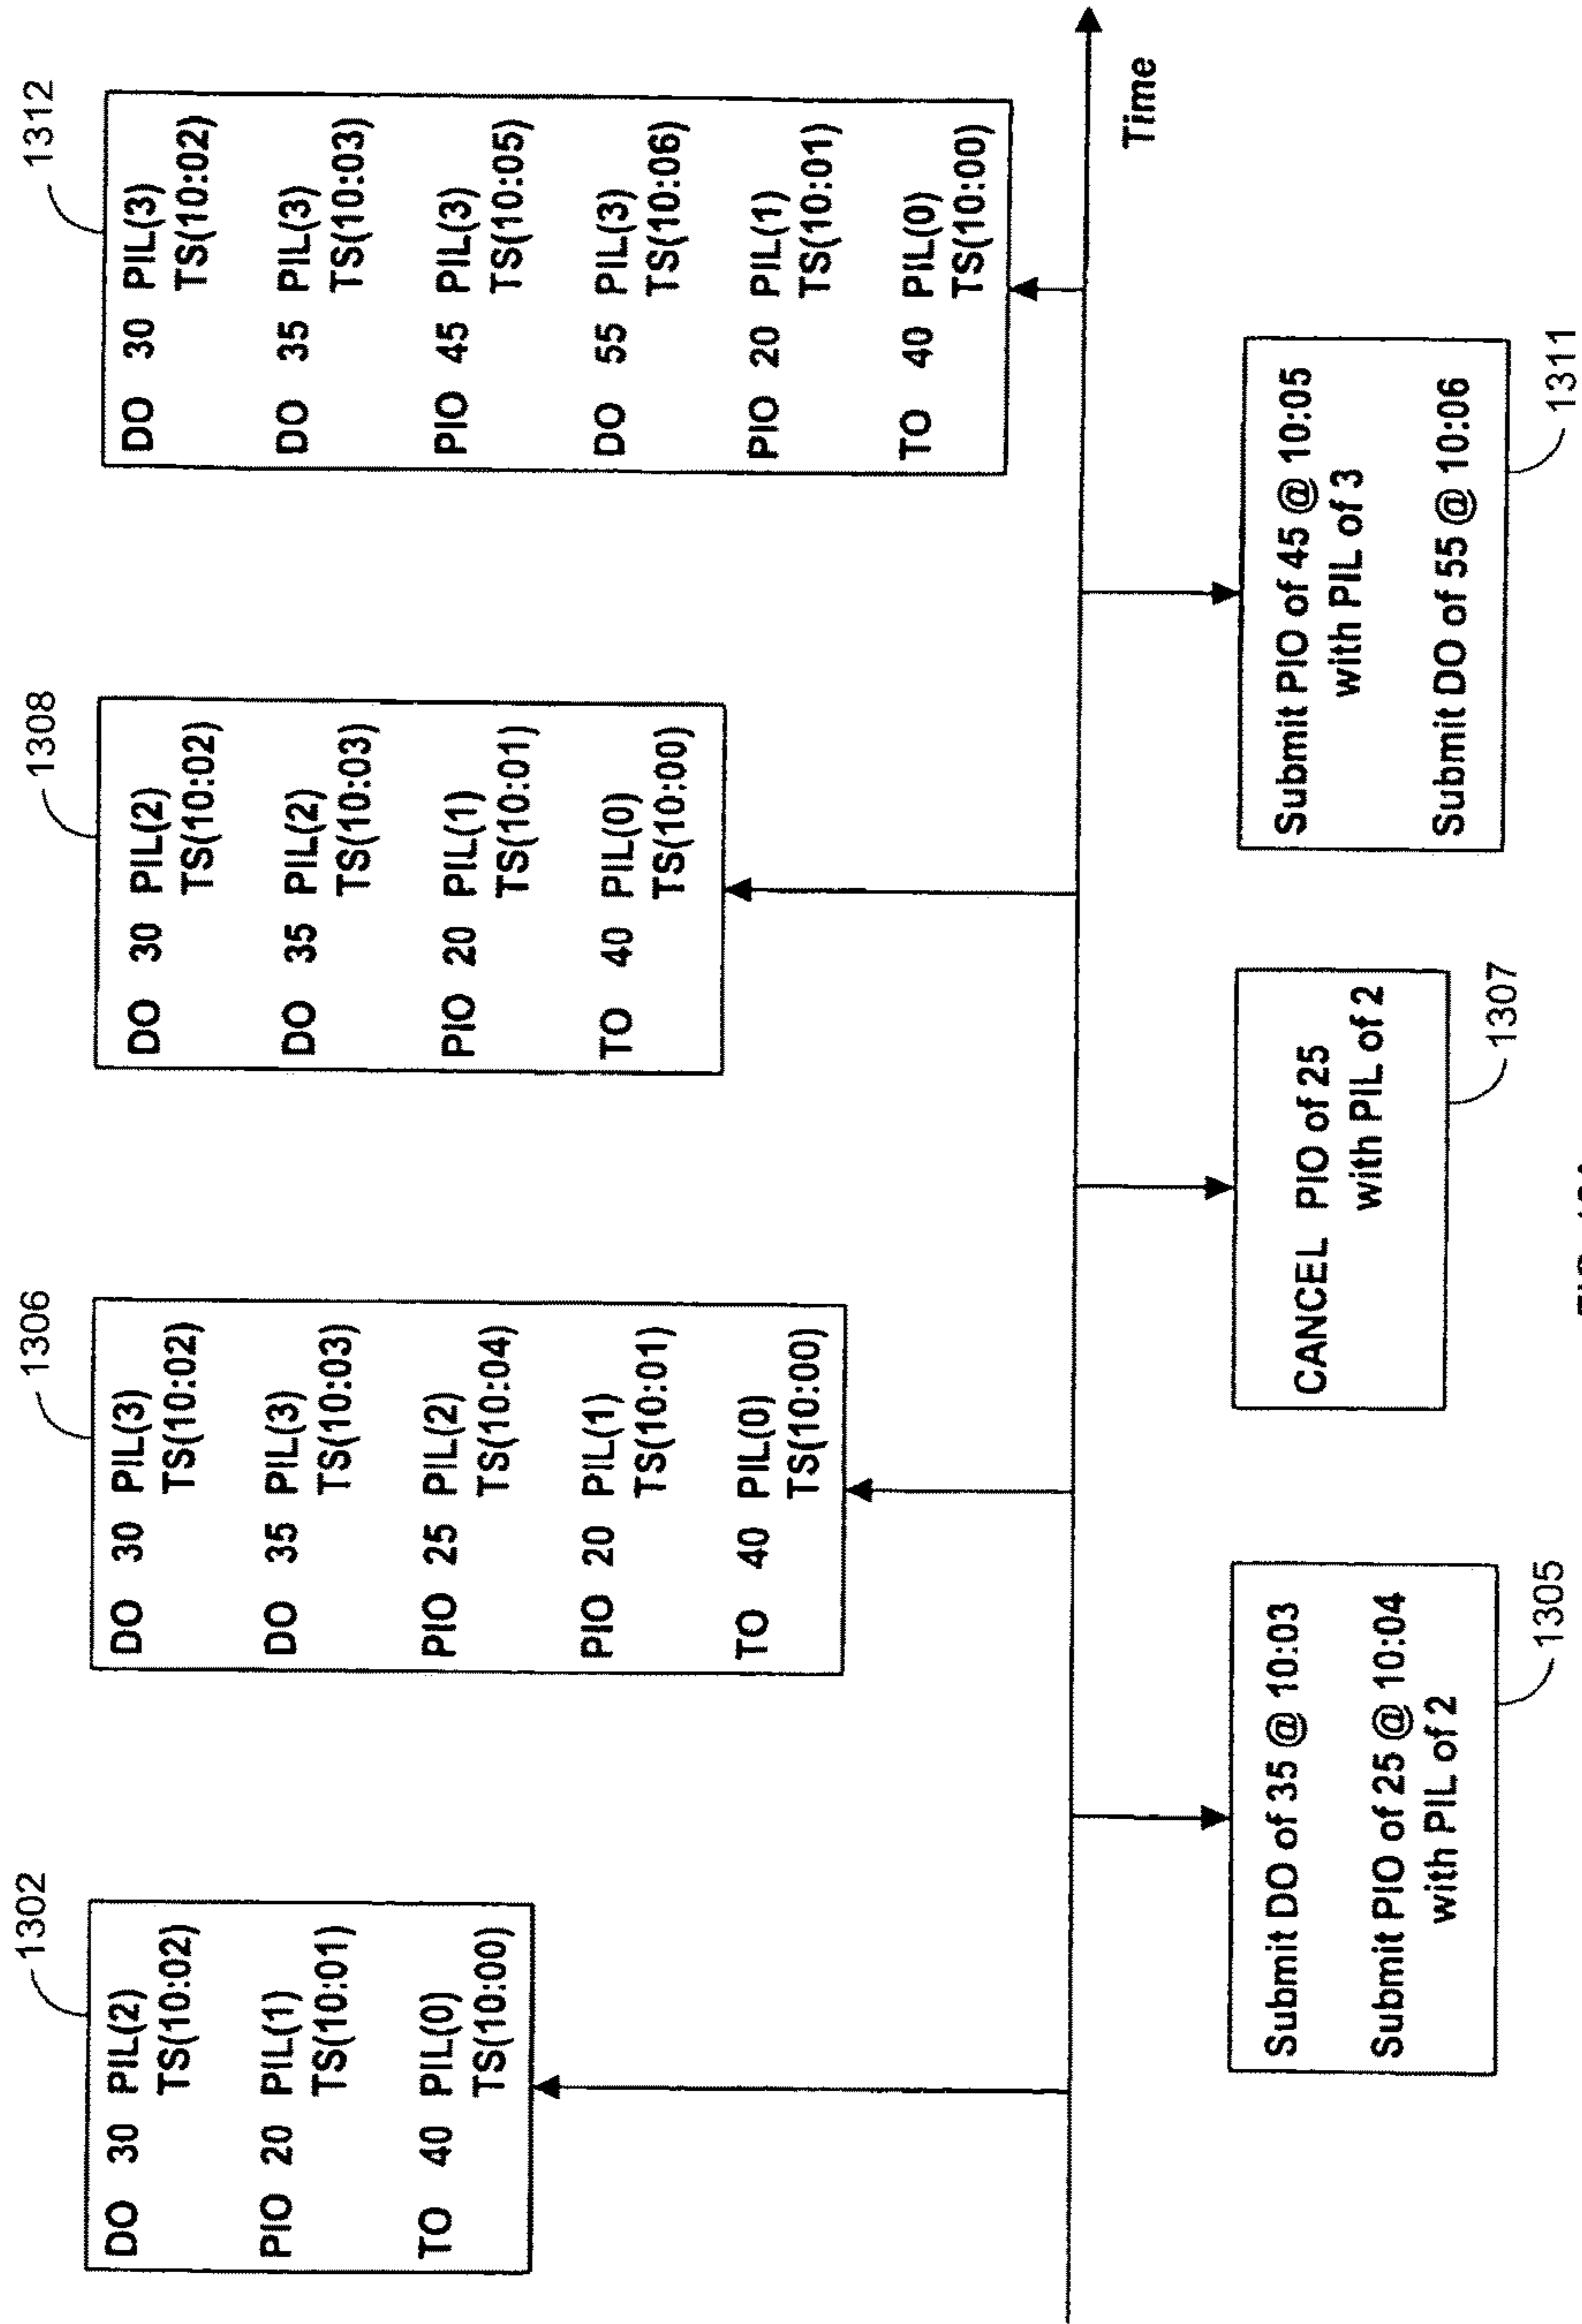 1302
DO 30 PIL(2)
TS(10:02)
PIO 20 PIL(1)
TS(10:01)
TO 40 PIL(0)
TS(10:00)
1306
DO 30 PIL(3)
TS(10:02)
DO 35 PIL(3)
TS(10:03)
PIO 25 PIL(2)
TS(10:04)
PIO 20 PIL(1)
TS(10:01)
TO 40 PIL(0)
TS(10:00)
1308
DO 30 PIL(2)
TS(10:02)
DO 35 PIL(2)
TS(10:03)
PIO 20 PIL(1)
TS(10:01)
TO 40 PIL(0)
TS(10:00)
1312
DO 30 PIL(3)
TS(10:02)
DO 35 PIL(3)
TS(10:03)
PIO 45 PIL(3)
TS(10:05)
DO 55 PIL(3)
TS(10:06)
PIO 20 PIL(1)
TS(10:01)
TO 40 PIL(0)
TS(10:00)
Time
Submit DO of 35 @ 10:03
Submit PIO of 25 @ 10:04
with PIL of 2
1305
CANCEL PIO of 25
with PIL of 2
1307
Submit PIO of 45 @ 10:05
with PIL of 3
Submit DO of 55 @ 10:06
1311